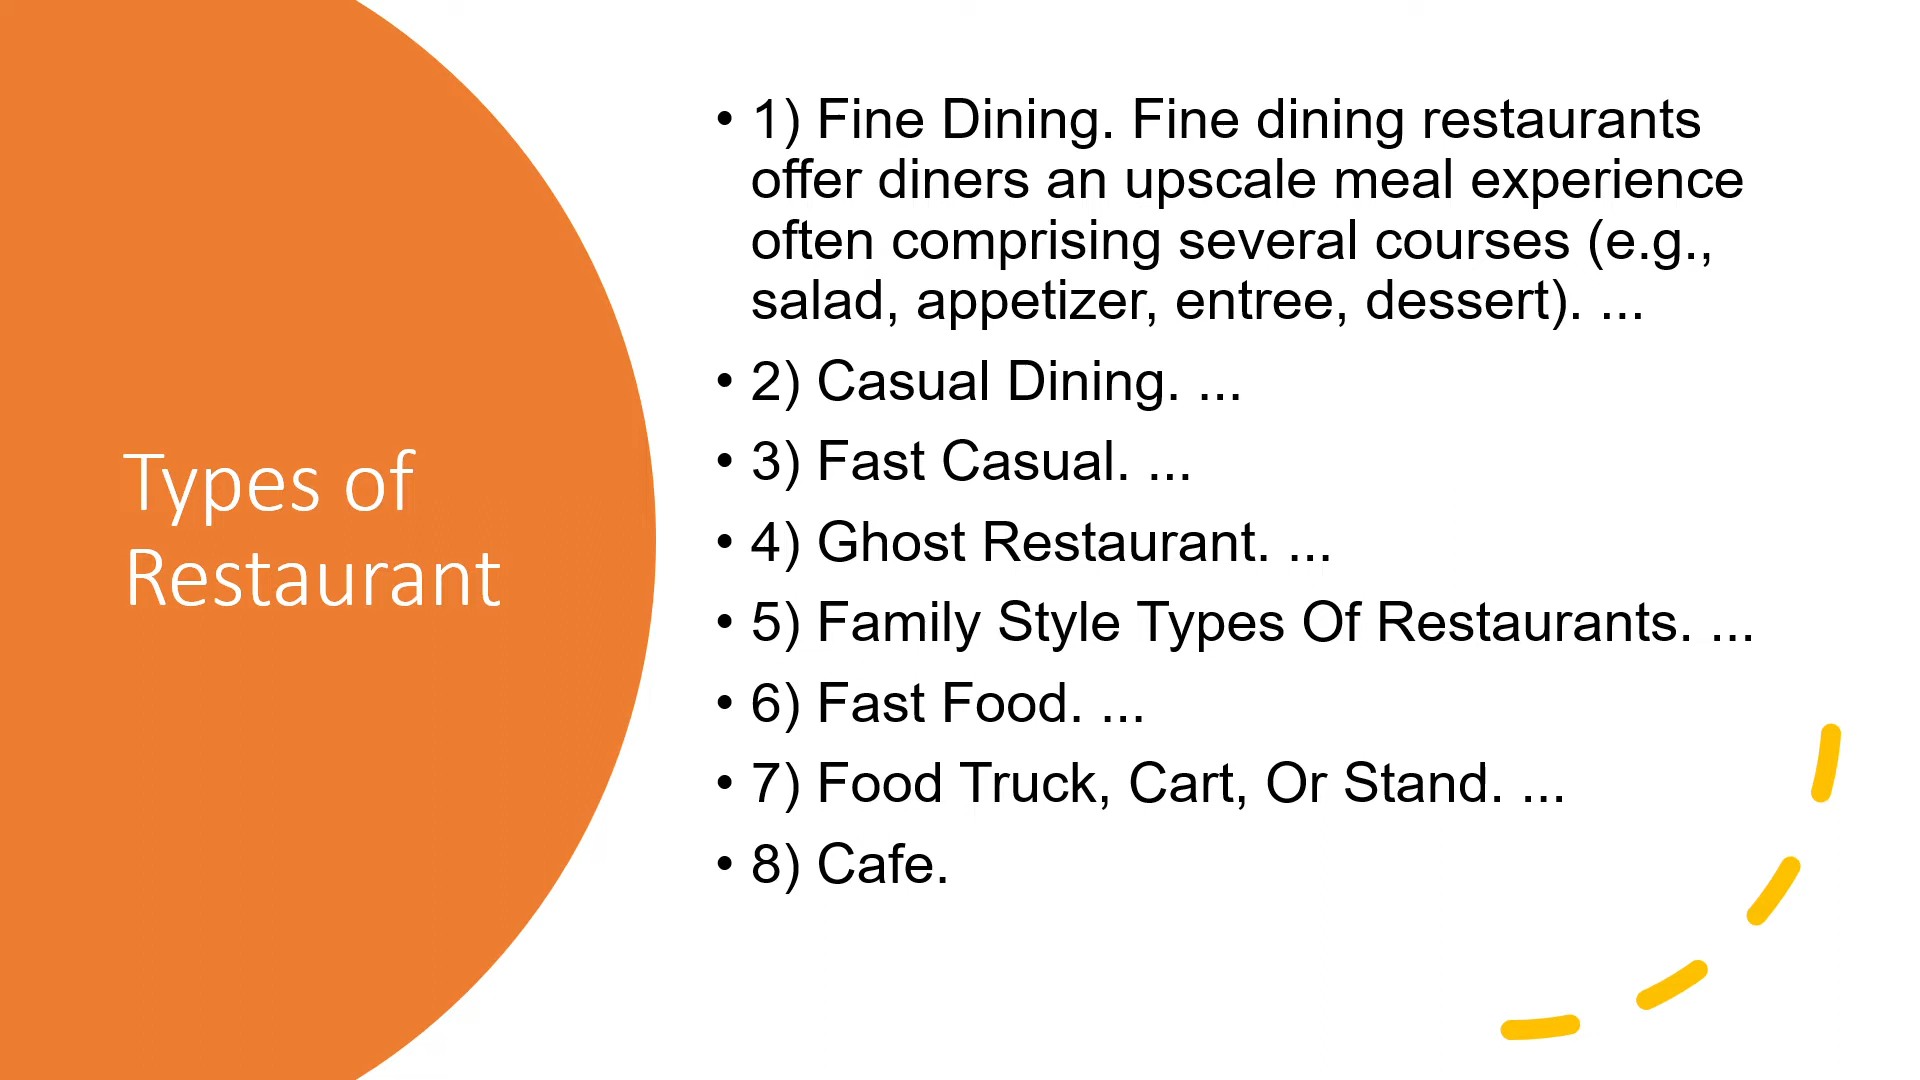 Types of
Restaurant
• 1) Fine Dining. Fine dining restaurants
offer diners an upscale meal experience
often comprising several courses (e.g.,
salad, appetizer, entree, dessert). ...
• 2) Casual Dining. ...
• 3) Fast Casual. ...
• 4) Ghost Restaurant. ...
• 5) Family Style Types Of Restaurants. ...
• 6) Fast Food. ...
• 7) Food Truck, Cart, Or Stand. ...
• 8) Cafe.